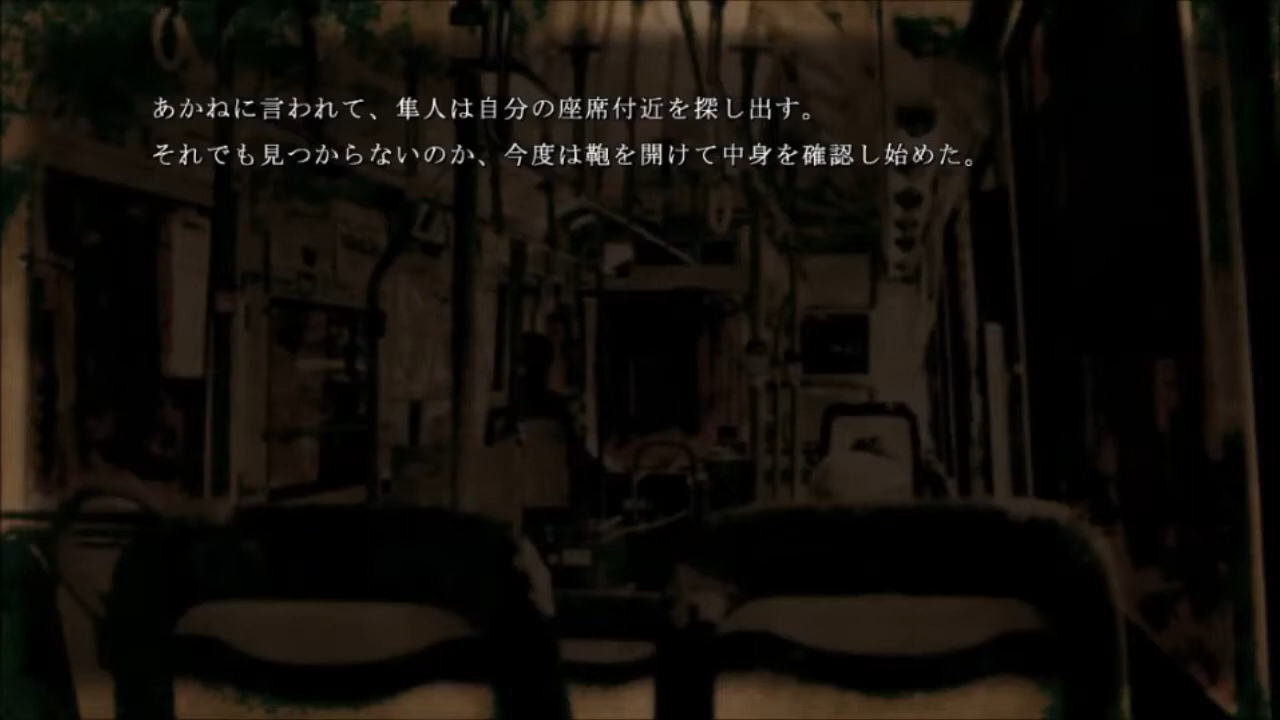 あかねに言われて、隼人は自分の座席付近を探し出す。
それでも見つからないのか、今度は鞄を開けて中身を確認し始めた。